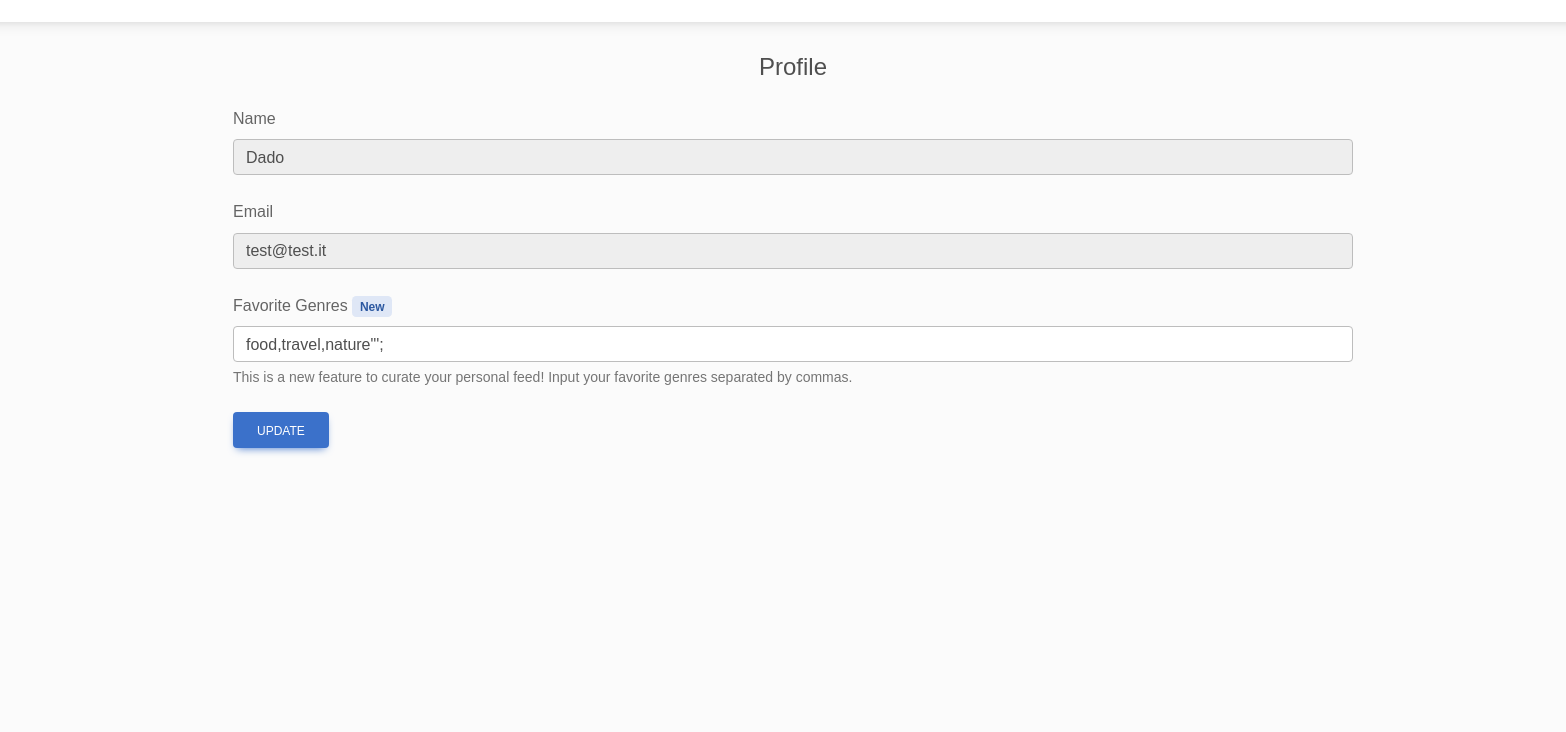 Profile
Name
Dado
Email
test@test.it
Favorite Genres New
food,travel,nature"';
This is a new feature to curate your personal feed! Input your favorite genres separated by commas.
UPDATE